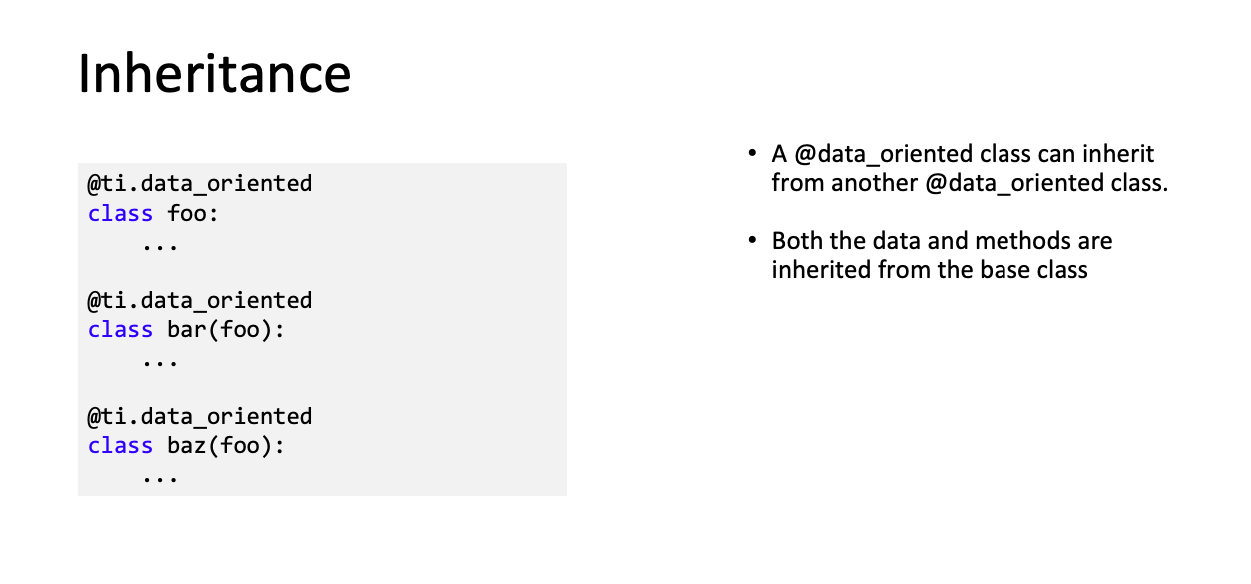 Inheritance
@ti.data_oriented
class foo:
    ...
@ti.data_oriented
class bar(foo):
    ...
@ti.data_oriented
class baz(foo):
    ...
• A @data_oriented class can inherit
from another @data_oriented class.
• Both the data and methods are
inherited from the base class